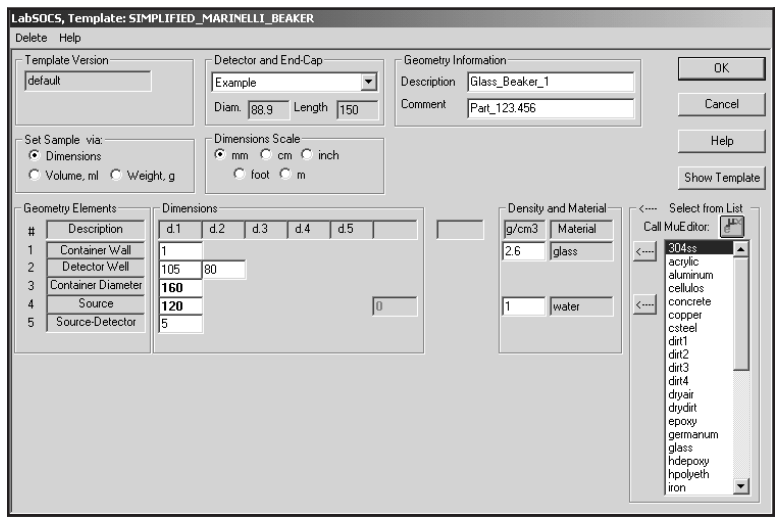 LabSOCS, Template: SIMPLIFIED_MARINELLI_BEAKER
Delete Help
Template Version
default
Detector and End-Cap
Example
Diam. 88.9 Length 150
Geometry Information
Description Glass_Beaker_1
Comment Part_123.456
OK
Cancel
Help
Show Template
Set Sample via:
Dimensions
Volume, ml Weight, g
Dimensions Scale
mm cm inch
foot m
Geometry Elements
# Description
1 Container Wall
2 Detector Well
3 Container Diameter
4 Source
5 Source-Detector
Dimensions
d.1 d.2 d.3 d.4 d.5
1
105 80
160
120 0
5
Density and Material
g/cm3 Material
2.6 glass
1 water
<---- Select from List
Call MuEditor:
<----
<----
304ss
acrylic
aluminum
cellulos
concrete
copper
csteel
dirt1
dirt2
dirt3
dirt4
dryair
drydirt
epoxy
germanum
glass
hdepoxy
hpolyeth
iron